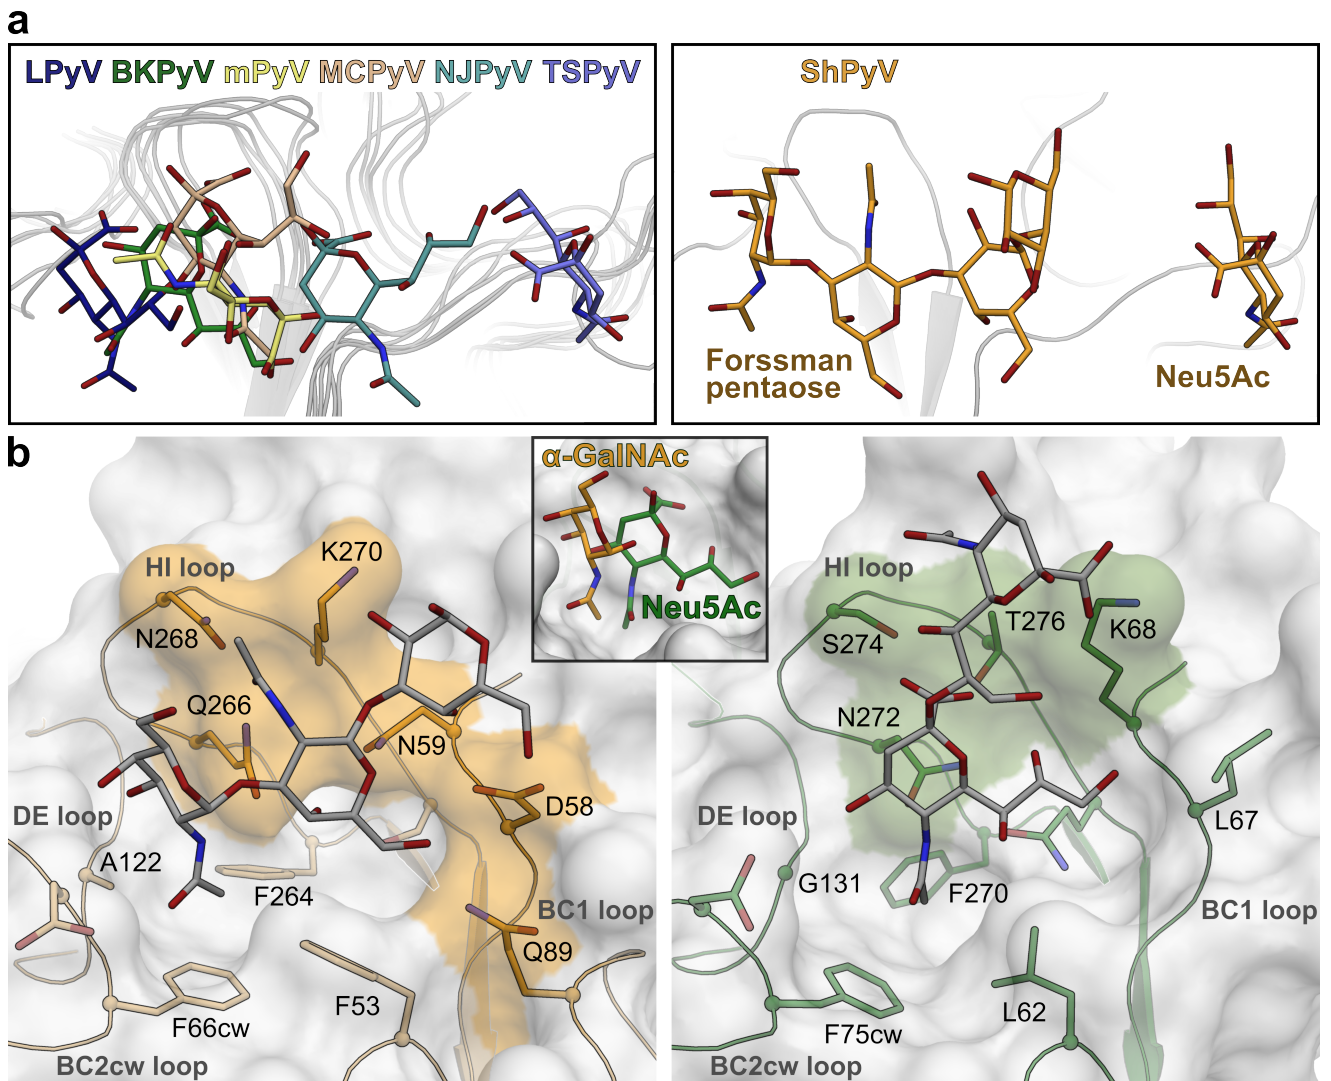 a
LPyV BKPyV mPyV MCPyV NJPyV TSPyV
ShPyV
Forssman
pentaose
Neu5Ac
b
HI loop
K270
N268
Q266
N59
DE loop
D58
A122
F264
BC1 loop
Q89
F66cw
F53
BC2cw loop
α-GalNAc
Neu5Ac
HI loop
T276
K68
S274
N272
DE loop
L67
G131
F270
BC1 loop
L62
F75cw
BC2cw loop